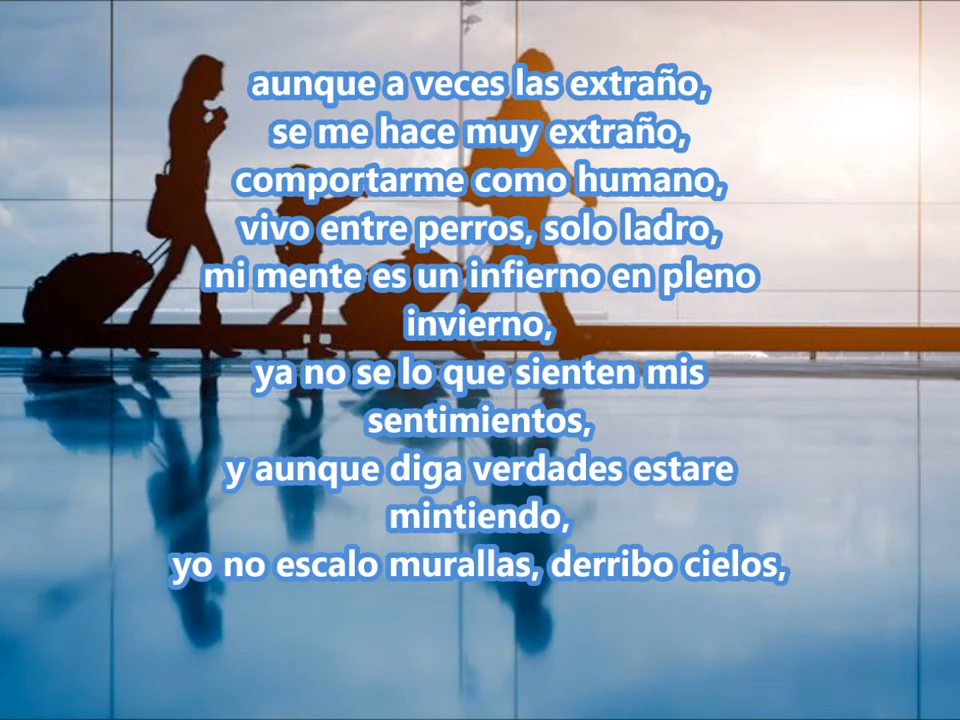 aunque a veces las extraño,
se me hace muy extraño,
comportarme como humano,
vivo entre perros, solo ladro,
mi mente es un infierno en pleno
invierno,
ya no se lo que sienten mis
sentimientos,
y aunque diga verdades estare
mintiendo,
yo no escalo murallas, derribo cielos,